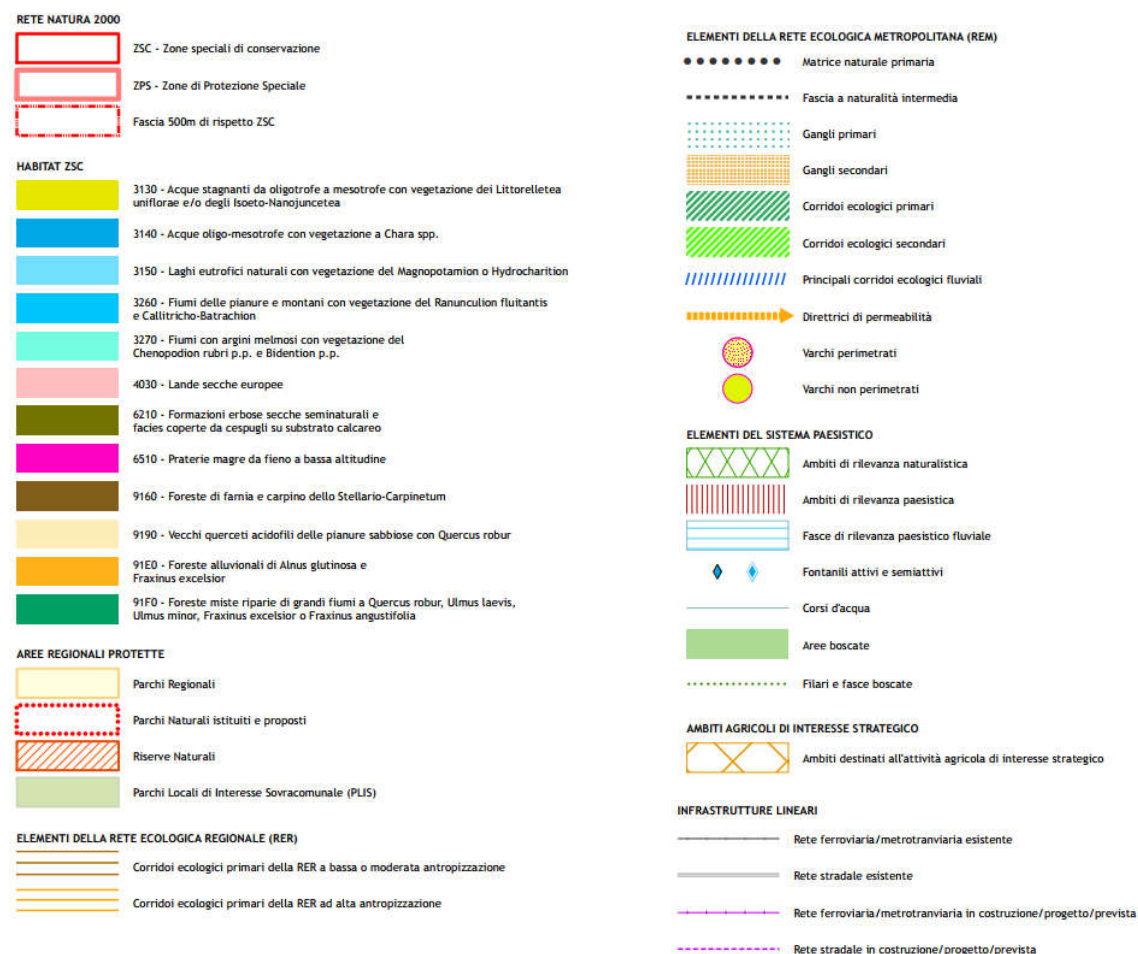 RETE NATURA 2000
ZSC - Zone speciali di conservazione
ZPS - Zone di Protezione Speciale
Fascia 500m di rispetto ZSC
HABITAT ZSC
3130 - Acque stagnanti da oligotrofe a mesotrofe con vegetazione dei Littorelletea
uniflorae e/o degli Isoeto-Nanojuncetea
3140 - Acque oligo-mesotrofe con vegetazione a Chara spp.
3150 - Laghi eutrofici naturali con vegetazione del Magnopotamion o Hydrocharition
3260 - Fiumi delle pianure e montani con vegetazione del Ranunculion fluitantis
e Callitricho-Batrachion
3270 - Fiumi con argini melmosi con vegetazione del
Chenopodion rubri p.p. e Bidention p.p.
4030 - Lande secche europee
6210 - Formazioni erbose secche seminaturali e
facies coperte da cespugli su substrato calcareo
6510 - Praterie magre da fieno a bassa altitudine
9160 - Foreste di farnia e carpino dello Stellario-Carpinetum
9190 - Vecchi querceti acidofili delle pianure sabbiose con Quercus robur
91E0 - Foreste alluvionali di Alnus glutinosa e
Fraxinus excelsior
91F0 - Foreste miste riparie di grandi fiumi a Quercus robur, Ulmus laevis,
Ulmus minor, Fraxinus excelsior o Fraxinus angustifolia
AREE REGIONALI PROTETTE
Parchi Regionali
Parchi Naturali istituiti e proposti
Riserve Naturali
Parchi Locali di Interesse Sovracomunale (PLIS)
ELEMENTI DELLA RETE ECOLOGICA REGIONALE (RER)
Corridoi ecologici primari della RER a bassa o moderata antropizzazione
Corridoi ecologici primari della RER ad alta antropizzazione
ELEMENTI DELLA RETE ECOLOGICA METROPOLITANA (REM)
Matrice naturale primaria
Fascia a naturalità intermedia
Gangli primari
Gangli secondari
Corridoi ecologici primari
Corridoi ecologici secondari
Principali corridoi ecologici fluviali
Direttrici di permeabilità
Varchi perimetrati
Varchi non perimetrati
ELEMENTI DEL SISTEMA PAESISTICO
Ambiti di rilevanza naturalistica
Ambiti di rilevanza paesistica
Fasce di rilevanza paesistico fluviale
Fontanili attivi e semiattivi
Corsi d'acqua
Aree boscate
Filari e fasce boscate
AMBITI AGRICOLI DI INTERESSE STRATEGICO
Ambiti destinati all'attività agricola di interesse strategico
INFRASTRUTTURE LINEARI
Rete ferroviaria/metrotranviaria esistente
Rete stradale esistente
Rete ferroviaria/metrotranviaria in costruzione/progetto/prevista
Rete stradale in costruzione/progetto/prevista